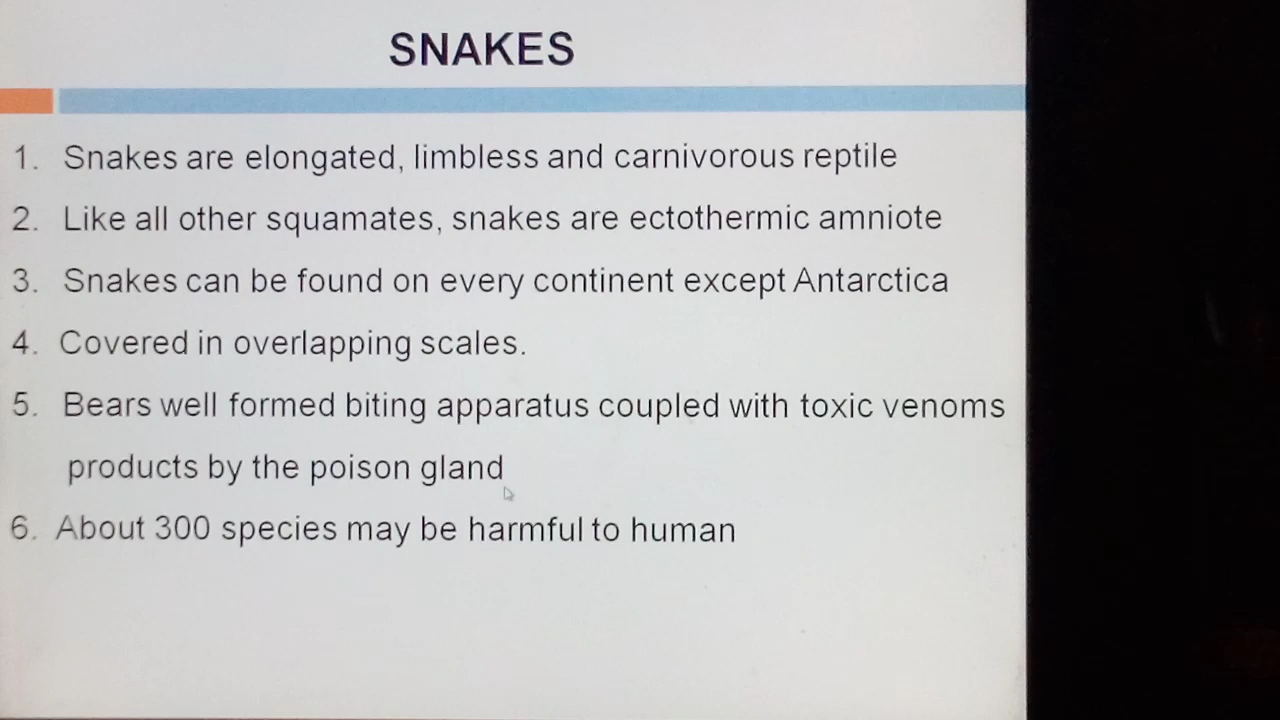 SNAKES
1. Snakes are elongated, limbless and carnivorous reptile
2. Like all other squamates, snakes are ectothermic amniote
3. Snakes can be found on every continent except Antarctica
4. Covered in overlapping scales.
5. Bears well formed biting apparatus coupled with toxic venoms
products by the poison gland
6. About 300 species may be harmful to human